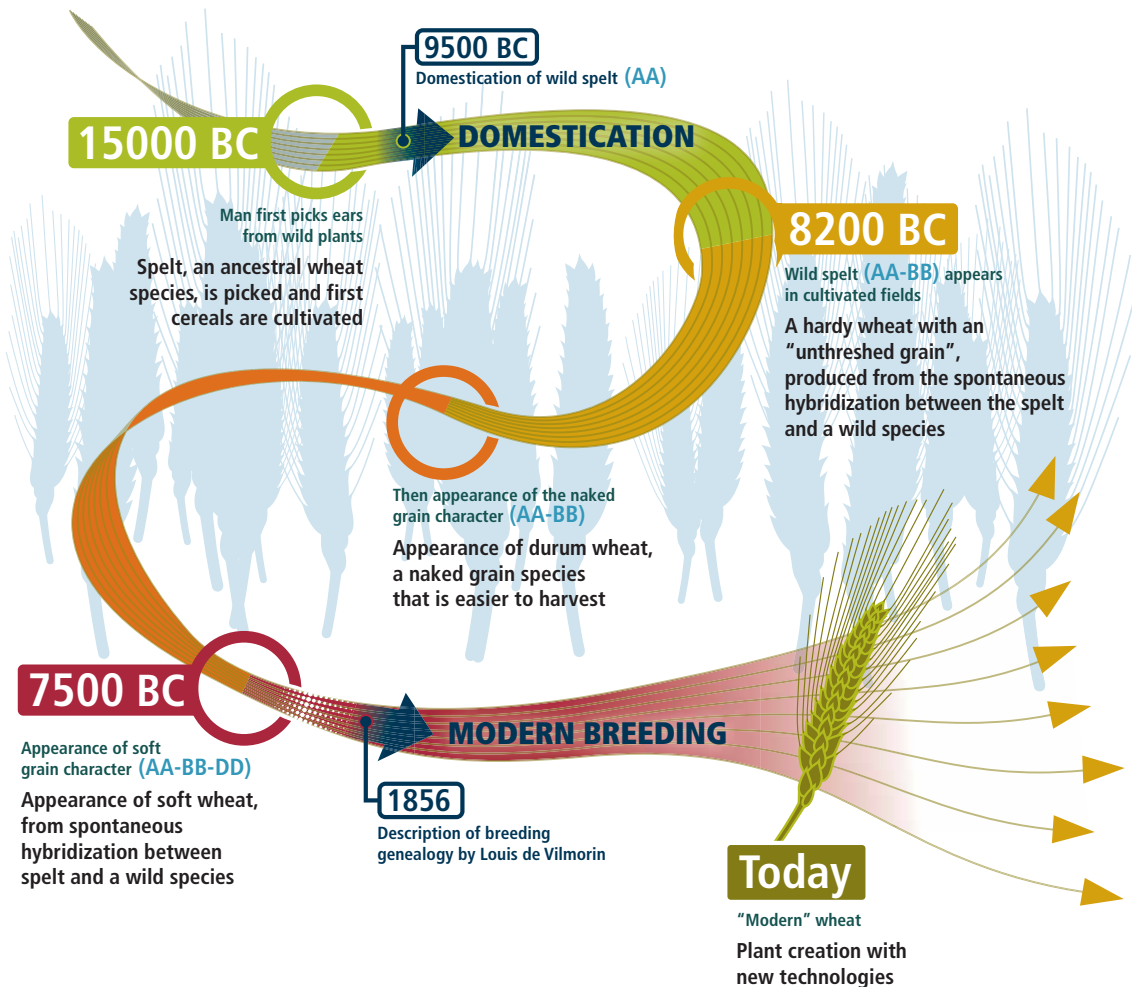 9500 BC
Domestication of wild spelt (AA)
15000 BC
DOMESTICATION
Man first picks ears
from wild plants
Spelt, an ancestral wheat
species, is picked and first
cereals are cultivated
8200 BC
Wild spelt (AA-BB) appears
in cultivated fields
A hardy wheat with an
“unthreshed grain”,
produced from the spontaneous
hybridization between the spelt
and a wild species
Then appearance of the naked
grain character (AA-BB)
Appearance of durum wheat,
a naked grain species
that is easier to harvest
7500 BC
Appearance of soft
grain character (AA-BB-DD)
Appearance of soft wheat,
from spontaneous
hybridization between
spelt and a wild species
MODERN BREEDING
1856
Description of breeding
genealogy by Louis de Vilmorin
Today
“Modern” wheat
Plant creation with
new technologies